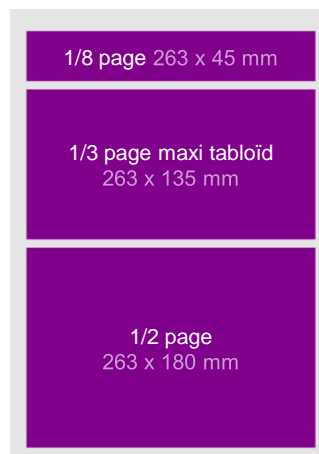 1/8 page 263 x 45 mm
1/3 page maxi tabloïd
263 x 135 mm
1/2 page
263 x 180 mm